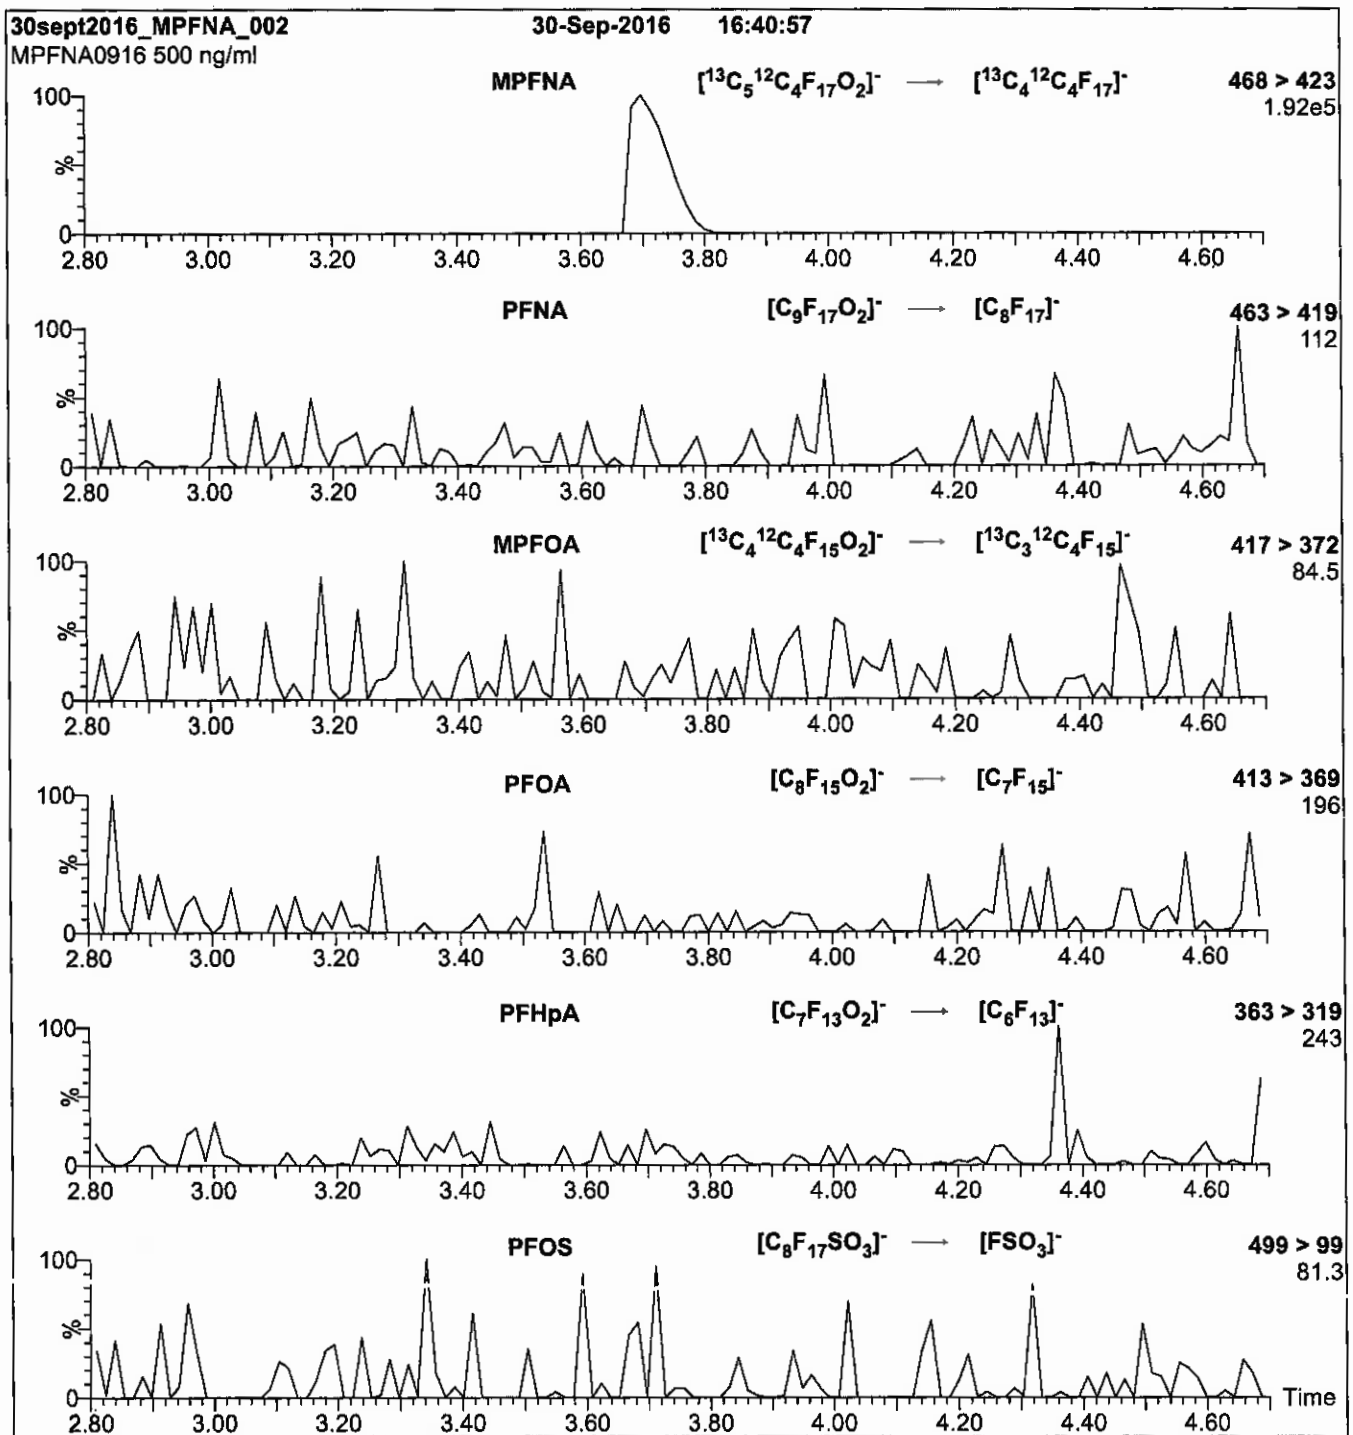 30sept2016_MPFNA_002 30-Sep-2016 16:40:57
MPFNA0916 500 ng/ml
MPFNA [¹³C₅¹²C₄F₁₇O₂]⁻ → [¹³C₄¹²C₄F₁₇]⁻ 468 > 423
1.92e5
100
%
0
2.80 3.00 3.20 3.40 3.60 3.80 4.00 4.20 4.40 4.60
PFNA [C₉F₁₇O₂]⁻ → [C₈F₁₇]⁻ 463 > 419
112
100
%
0
2.80 3.00 3.20 3.40 3.60 3.80 4.00 4.20 4.40 4.60
MPFOA [¹³C₄¹²C₄F₁₅O₂]⁻ → [¹³C₃¹²C₄F₁₅]⁻ 417 > 372
84.5
100
%
0
2.80 3.00 3.20 3.40 3.60 3.80 4.00 4.20 4.40 4.60
PFOA [C₈F₁₅O₂]⁻ → [C₇F₁₅]⁻ 413 > 369
196
100
%
0
2.80 3.00 3.20 3.40 3.60 3.80 4.00 4.20 4.40 4.60
PFHpA [C₇F₁₃O₂]⁻ → [C₆F₁₃]⁻ 363 > 319
243
100
%
0
2.80 3.00 3.20 3.40 3.60 3.80 4.00 4.20 4.40 4.60
PFOS [C₈F₁₇SO₃]⁻ → [FSO₃]⁻ 499 > 99
81.3
100
%
0
Time
2.80 3.00 3.20 3.40 3.60 3.80 4.00 4.20 4.40 4.60